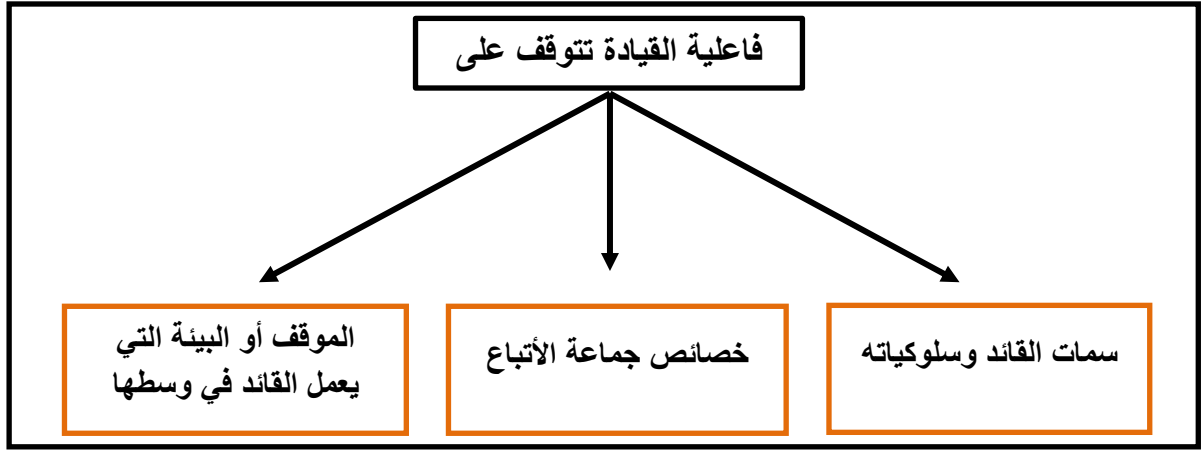 فاعلية القيادة تتوقف على
سمات القائد وسلوكياته
خصائص جماعة الأتباع
الموقف أو البيئة التي
يعمل القائد في وسطها